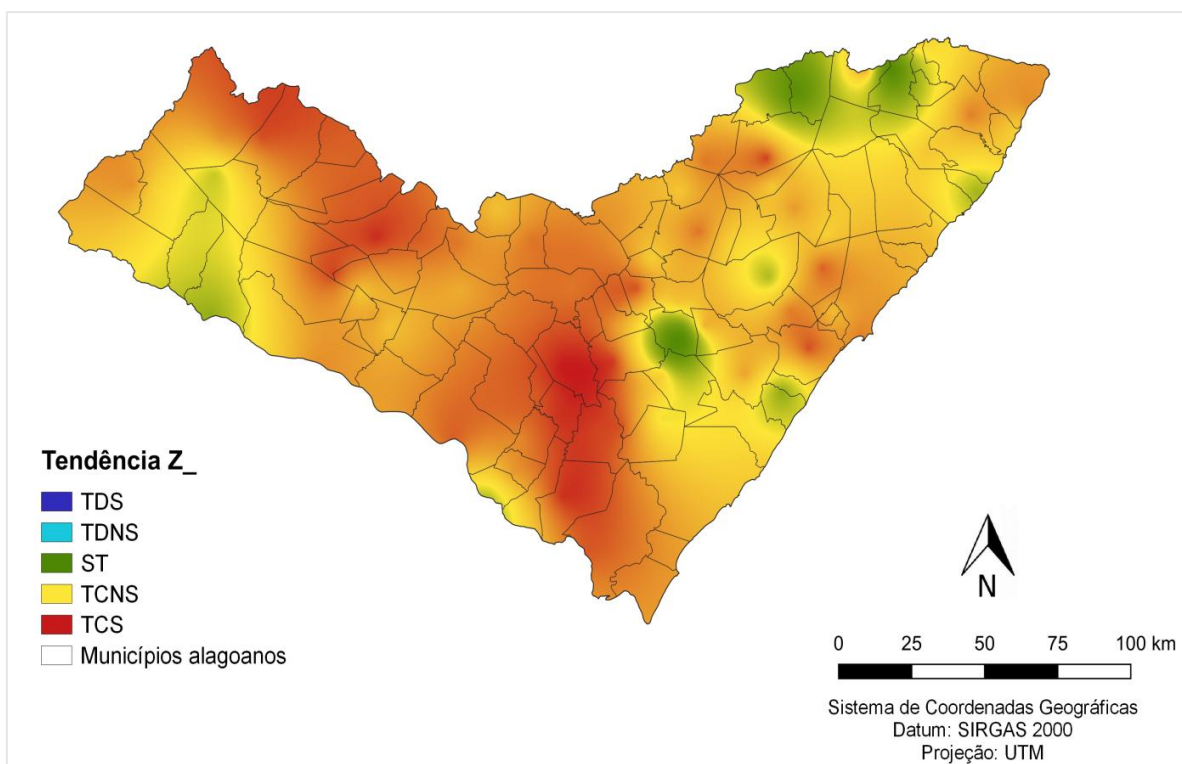 Tendência Z_
TDS
TDNS
ST
TCNS
TCS
Municípios alagoanos
N
0 25 50 75 100 km
Sistema de Coordenadas Geográficas
Datum: SIRGAS 2000
Projeção: UTM